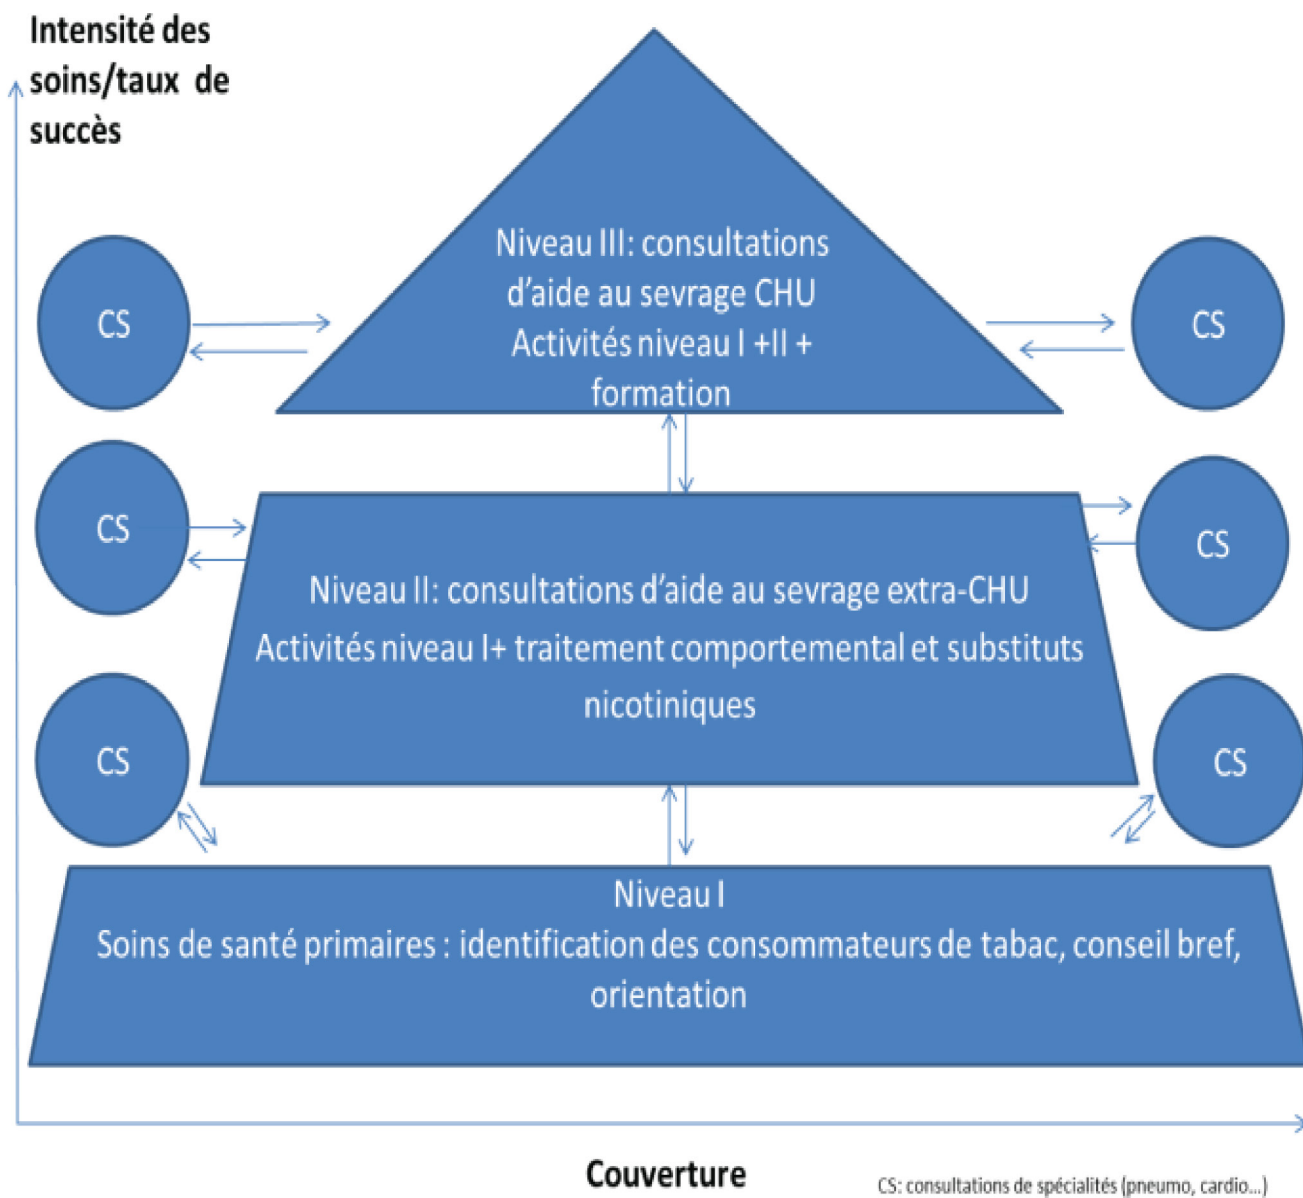 Intensité des
soins/taux de
succès
Niveau III: consultations
d'aide au sevrage CHU
Activités niveau I +II +
formation
CS
CS
CS
CS
Niveau II: consultations d'aide au sevrage extra-CHU
Activités niveau I+ traitement comportemental et substituts
nicotiniques
CS
CS
Niveau I
Soins de santé primaires : identification des consommateurs de tabac, conseil bref,
orientation
Couverture
CS: consultations de spécialités (pneumo, cardio...)